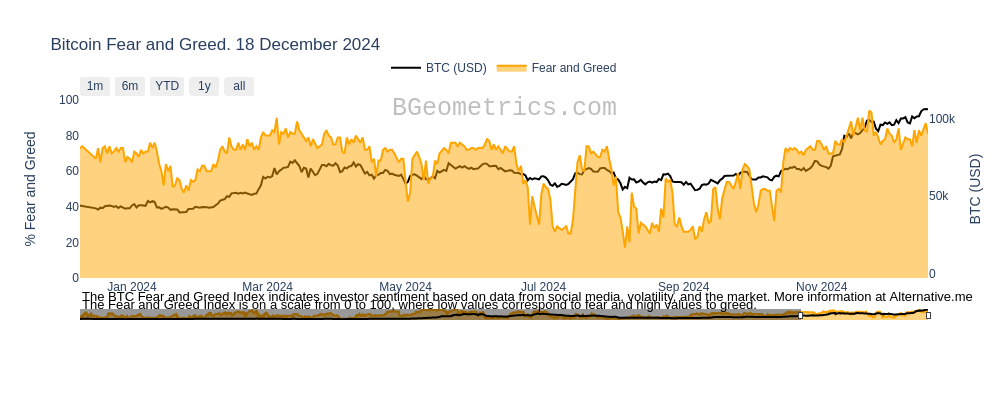 Bitcoin Fear and Greed. 18 December 2024
BTC (USD) Fear and Greed
1m 6m YTD 1y all
BGeometrics.com
100
80
60
40
20
0
% Fear and Greed
100k
50k
0
BTC (USD)
Jan 2024 Mar 2024 May 2024 Jul 2024 Sep 2024 Nov 2024
The BTC Fear and Greed Index indicates investor sentiment based on data from social media, volatility, and the market. More information at Alternative.me
The Fear and Greed Index is on a scale from 0 to 100, where low values correspond to fear and high values to greed.